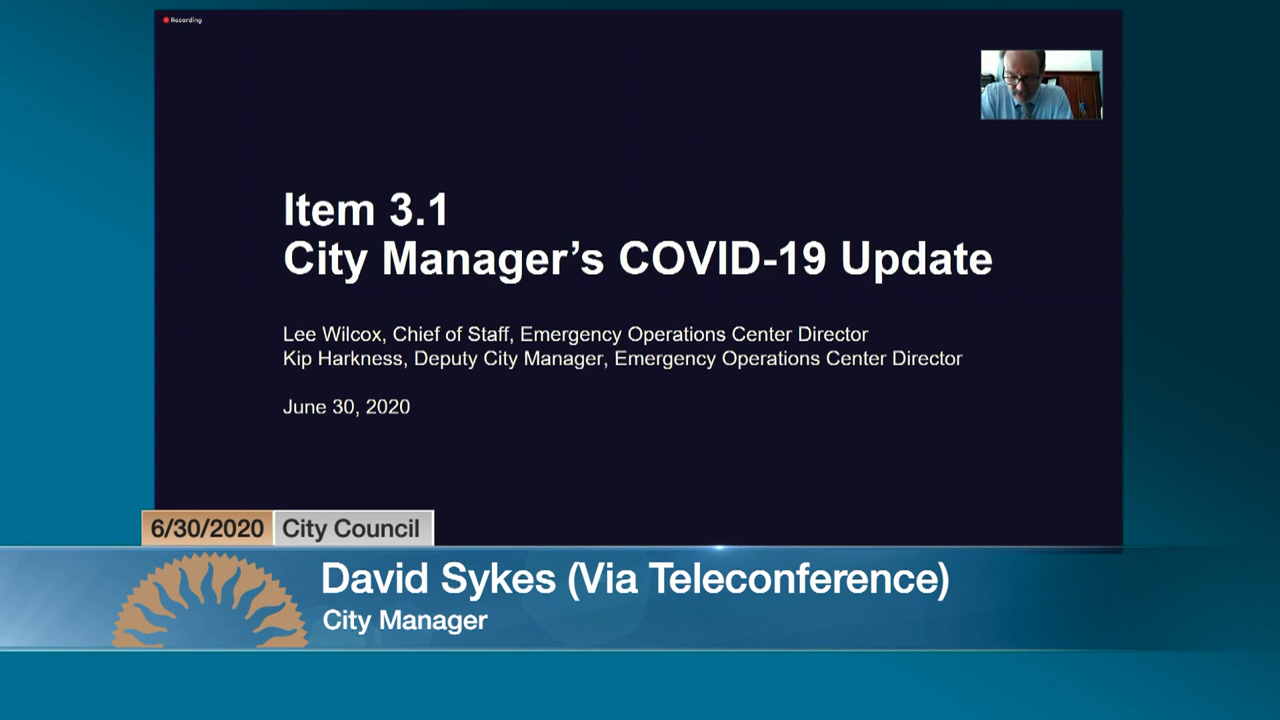 Recording
Item 3.1
City Manager’s COVID-19 Update
Lee Wilcox, Chief of Staff, Emergency Operations Center Director
Kip Harkness, Deputy City Manager, Emergency Operations Center Director
June 30, 2020
6/30/2020 City Council
David Sykes (Via Teleconference)
City Manager